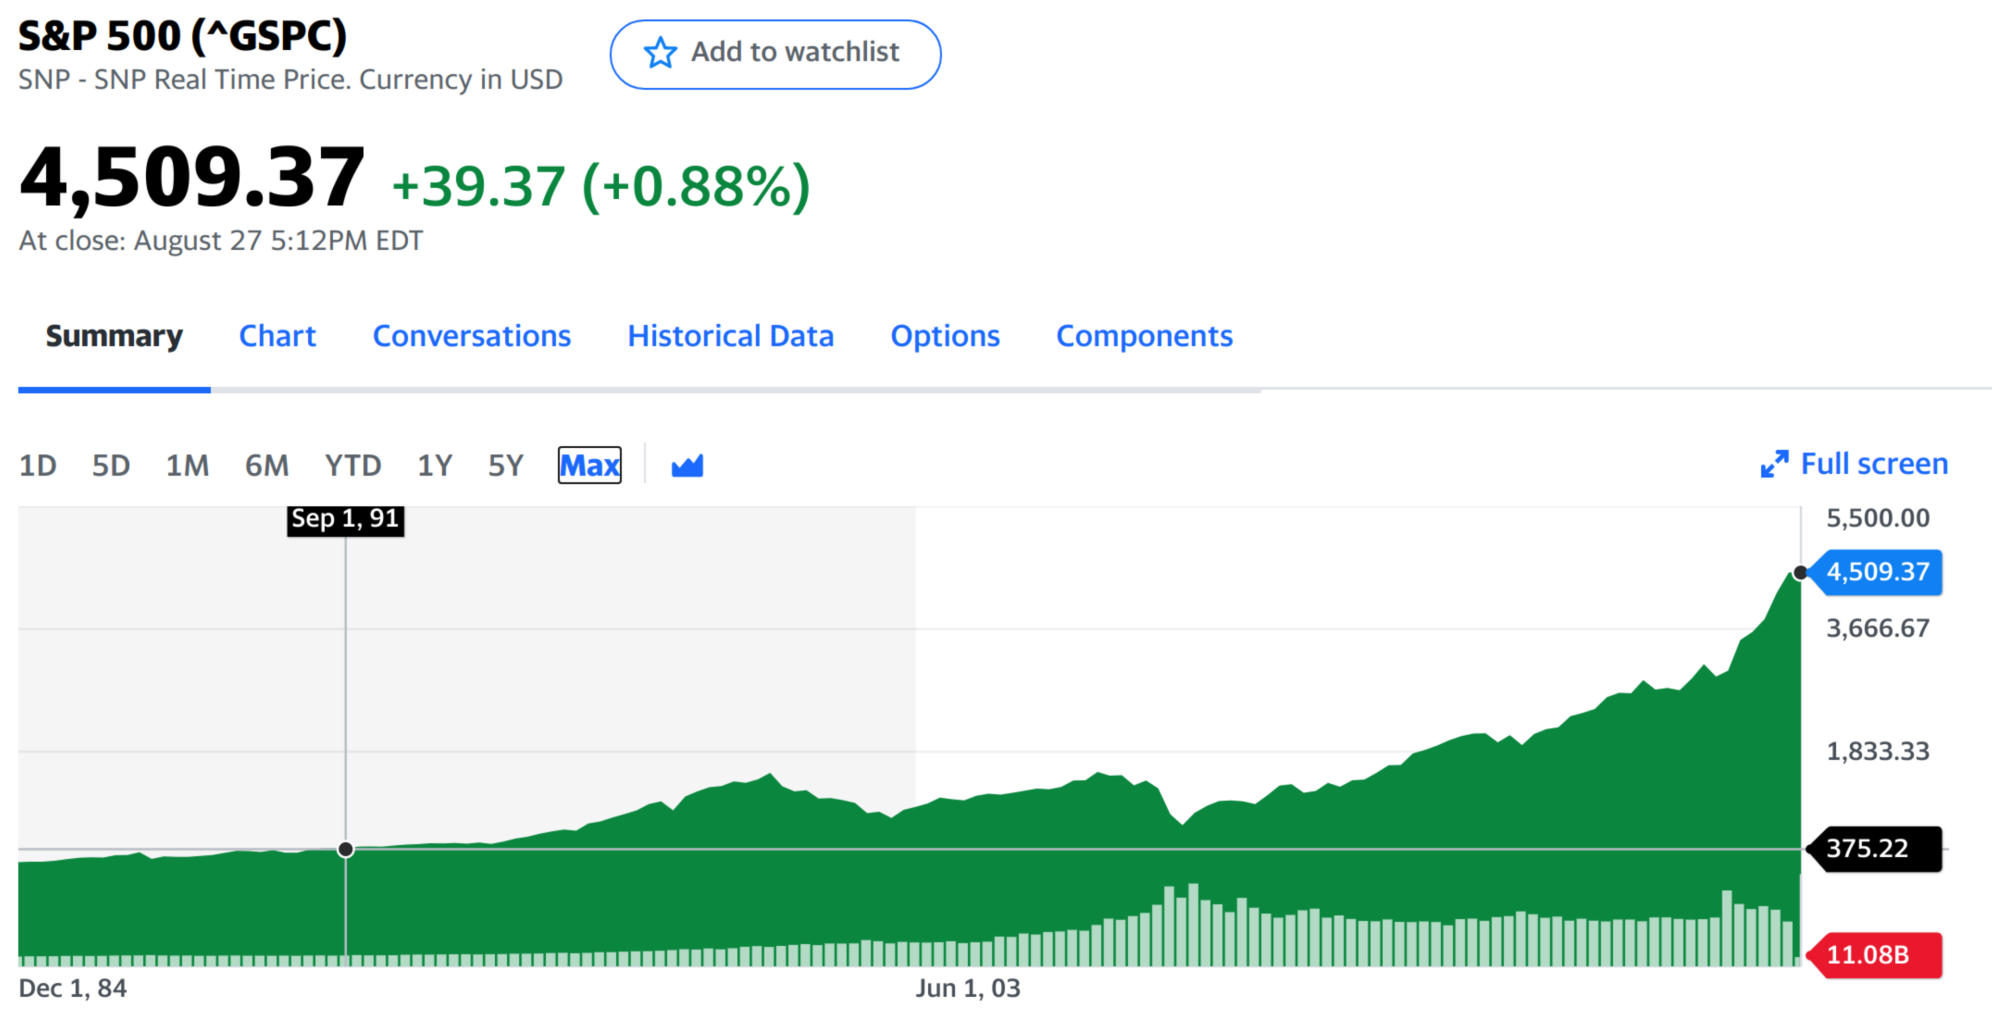 S&P 500 (^GSPC)
Add to watchlist
SNP - SNP Real Time Price. Currency in USD
4,509.37 +39.37 (+0.88%)
At close: August 27 5:12PM EDT
Summary Chart Conversations Historical Data Options Components
1D 5D 1M 6M YTD 1Y 5Y Max Full screen
Sep 1, 91
5,500.00
4,509.37
3,666.67
1,833.33
375.22
11.08B
Dec 1, 84 Jun 1, 03